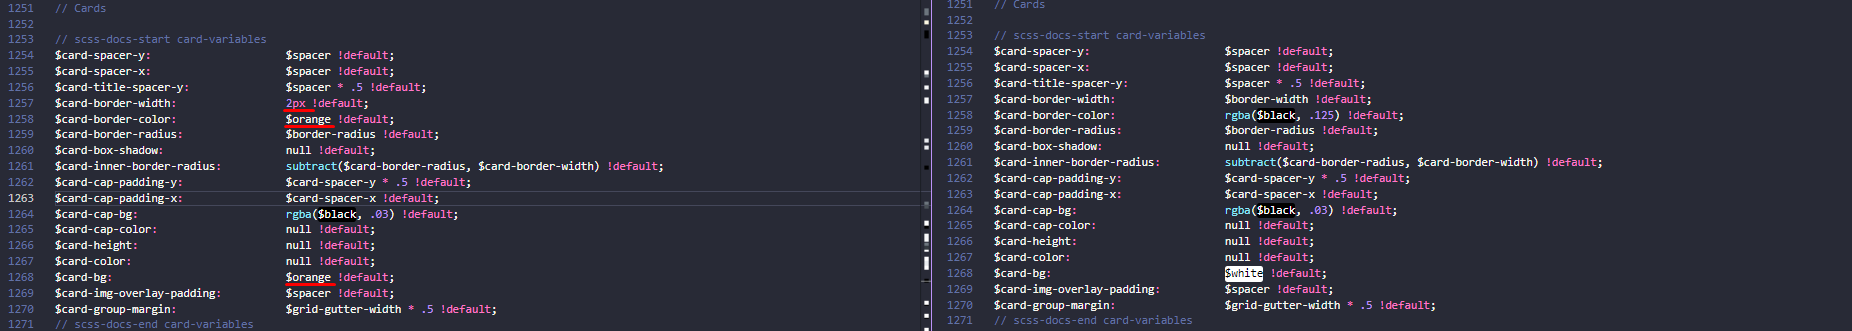 1251 // Cards
1252
1253 // scss-docs-start card-variables
1254 $card-spacer-y: $spacer !default;
1255 $card-spacer-x: $spacer !default;
1256 $card-title-spacer-y: $spacer * .5 !default;
1257 $card-border-width: 2px !default;
1258 $card-border-color: $orange !default;
1259 $card-border-radius: $border-radius !default;
1260 $card-box-shadow: null !default;
1261 $card-inner-border-radius: subtract($card-border-radius, $card-border-width) !default;
1262 $card-cap-padding-y: $card-spacer-y * .5 !default;
1263 $card-cap-padding-x: $card-spacer-x !default;
1264 $card-cap-bg: rgba($black, .03) !default;
1265 $card-cap-color: null !default;
1266 $card-height: null !default;
1267 $card-color: null !default;
1268 $card-bg: $orange !default;
1269 $card-img-overlay-padding: $spacer !default;
1270 $card-group-margin: $grid-gutter-width * .5 !default;
1271 // scss-docs-end card-variables
1251 // Cards
1252
1253 // scss-docs-start card-variables
1254 $card-spacer-y: $spacer !default;
1255 $card-spacer-x: $spacer !default;
1256 $card-title-spacer-y: $spacer * .5 !default;
1257 $card-border-width: $border-width !default;
1258 $card-border-color: rgba($black, .125) !default;
1259 $card-border-radius: $border-radius !default;
1260 $card-box-shadow: null !default;
1261 $card-inner-border-radius: subtract($card-border-radius, $card-border-width) !default;
1262 $card-cap-padding-y: $card-spacer-y * .5 !default;
1263 $card-cap-padding-x: $card-spacer-x !default;
1264 $card-cap-bg: rgba($black, .03) !default;
1265 $card-cap-color: null !default;
1266 $card-height: null !default;
1267 $card-color: null !default;
1268 $card-bg: $white !default;
1269 $card-img-overlay-padding: $spacer !default;
1270 $card-group-margin: $grid-gutter-width * .5 !default;
1271 // scss-docs-end card-variables